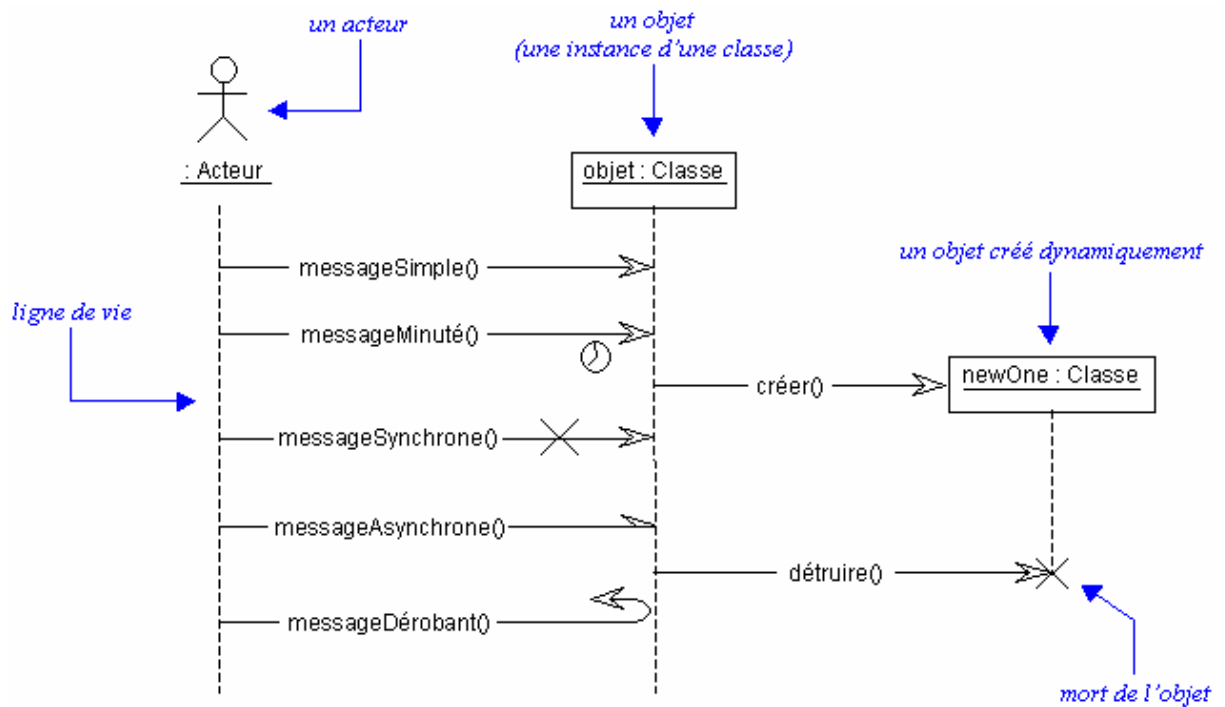 un acteur
un objet
(une instance d'une classe)
: Acteur
objet : Classe
messageSimple()
un objet créé dynamiquement
ligne de vie
messageMinuté()
créer()
newOne : Classe
messageSynchrone()
messageAsynchrone()
détruire()
messageDérobant()
mort de l'objet